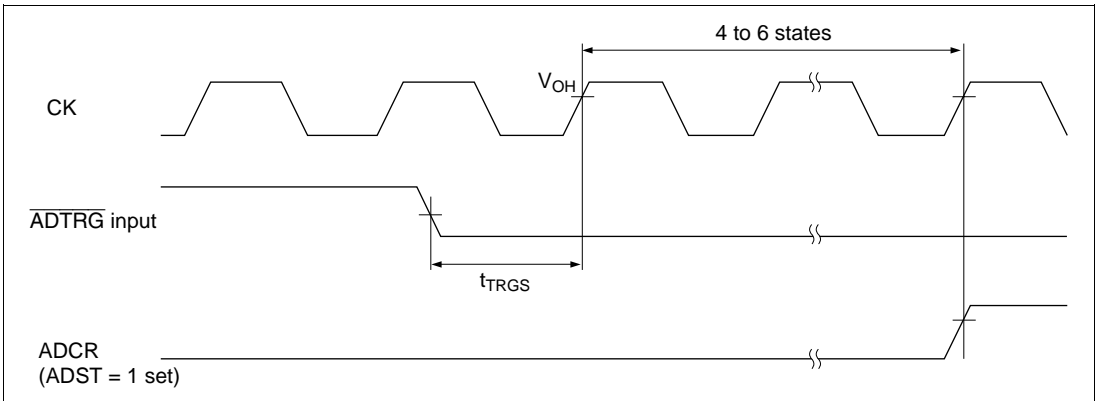 4 to 6 states
VOH
CK
ADTRG input
tTRGS
ADCR
(ADST = 1 set)